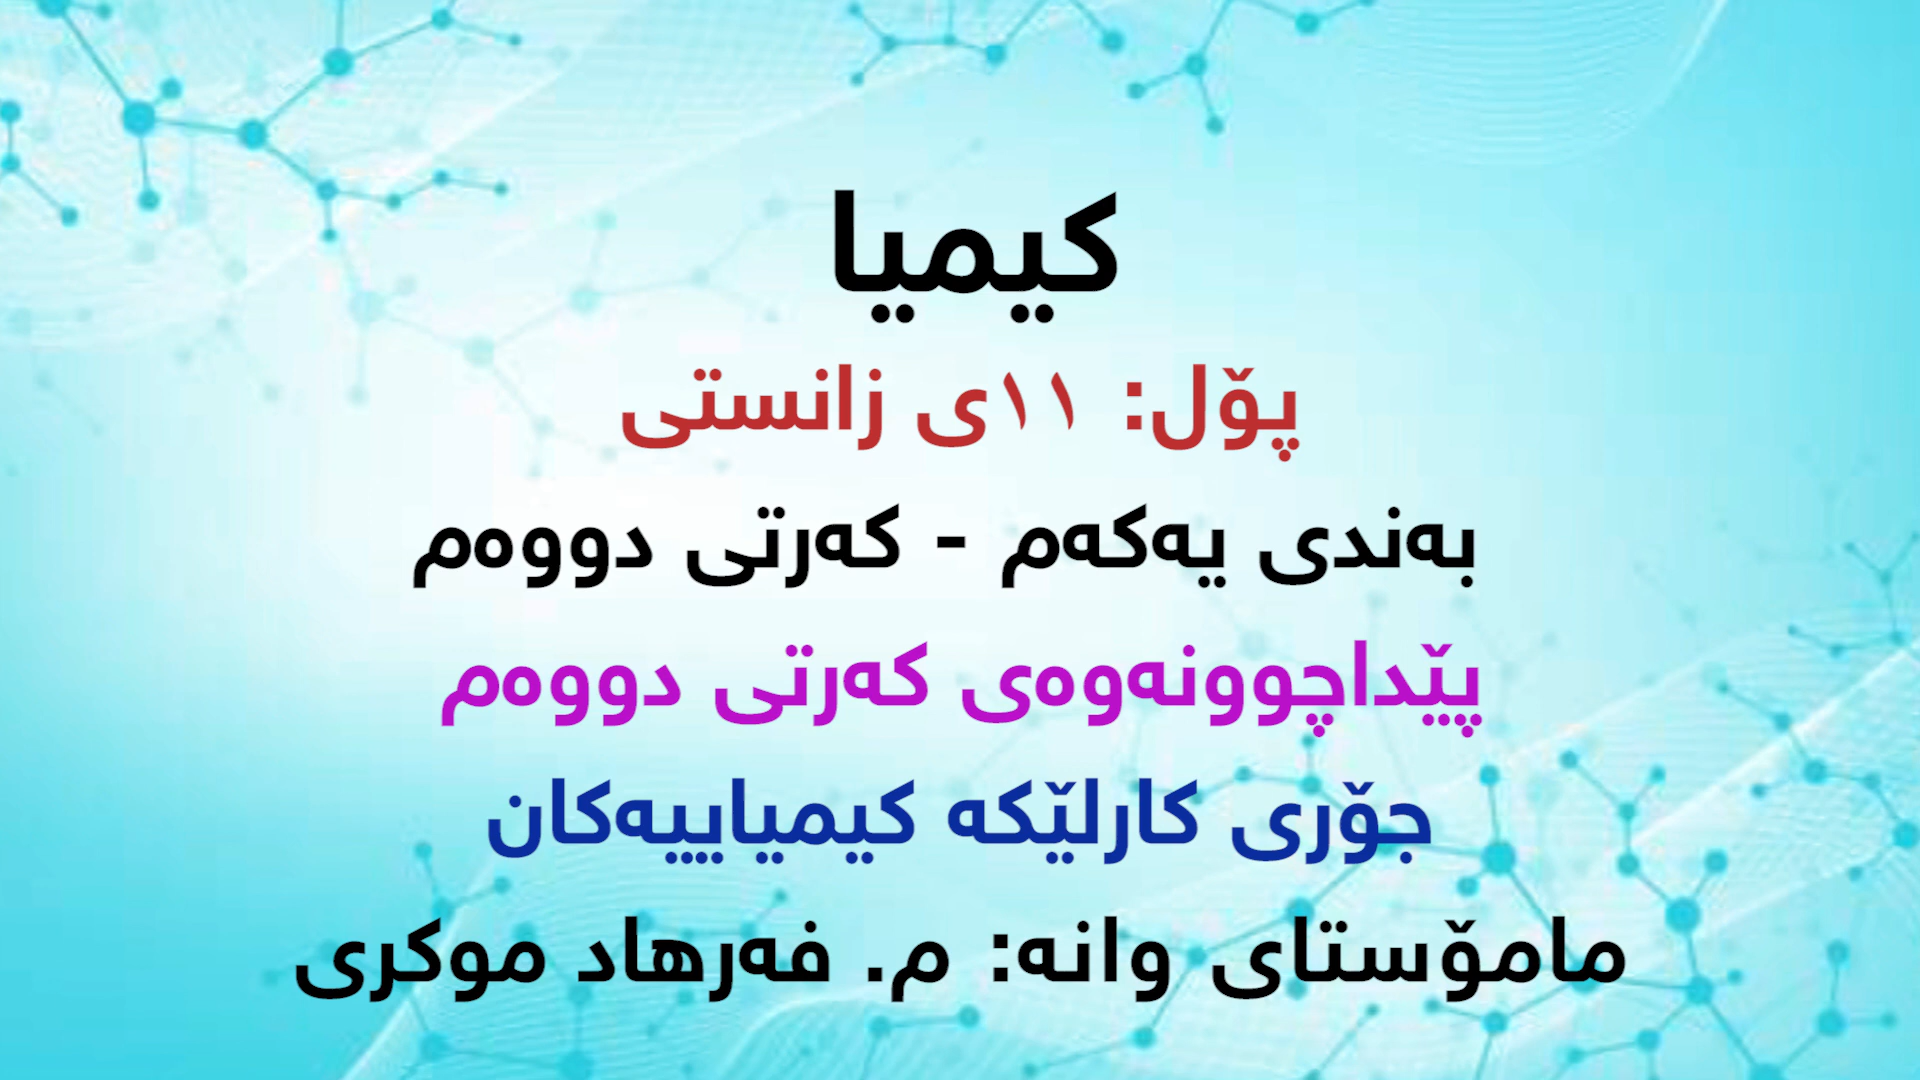 کیمیا
پۆل: ١١ی زانستی
بەندی یەکەم - کەرتی دووەم
پێداچوونەوەی کەرتی دووەم
جۆری کارلێکە کیمیاییەکان
مامۆستای وانە: م. فەرهاد موکری